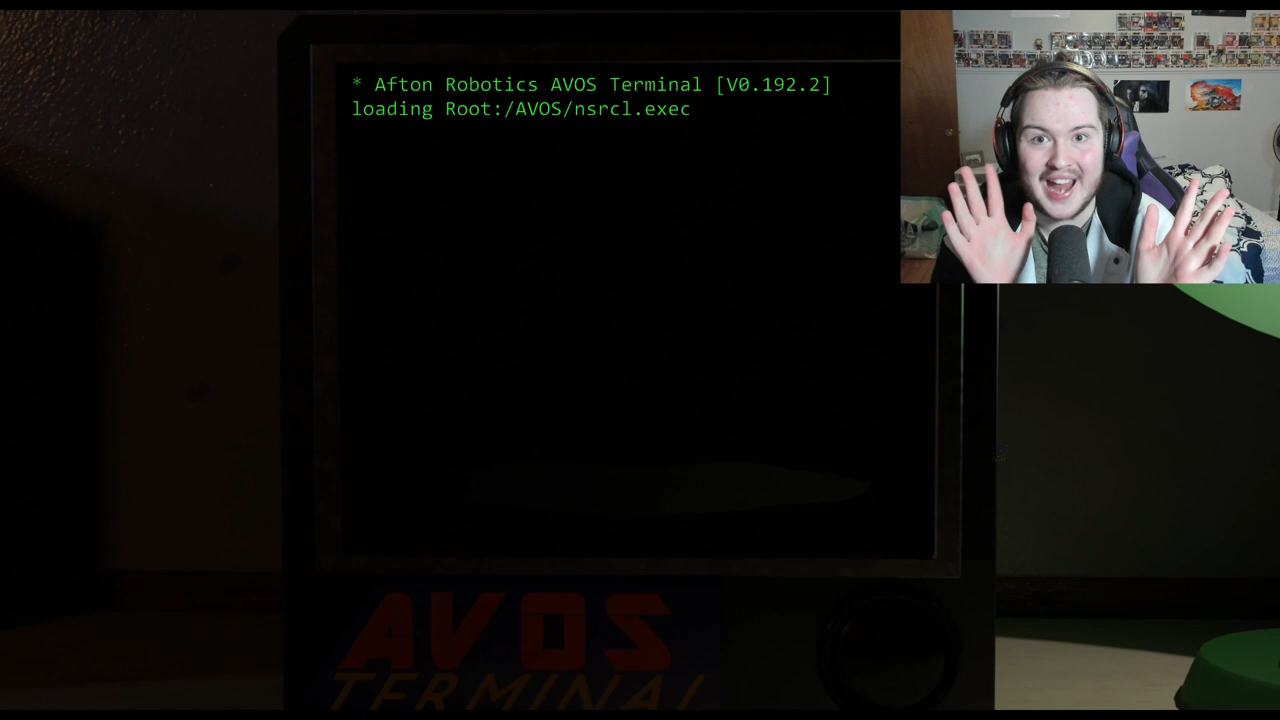 * Afton Robotics AVOS Terminal [V0.192.2]
loading Root:/AVOS/nsrcl.exec
AVOS
TERMINAL